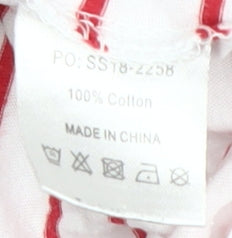 PO: SS18-2258
100% Cotton
MADE IN CHINA